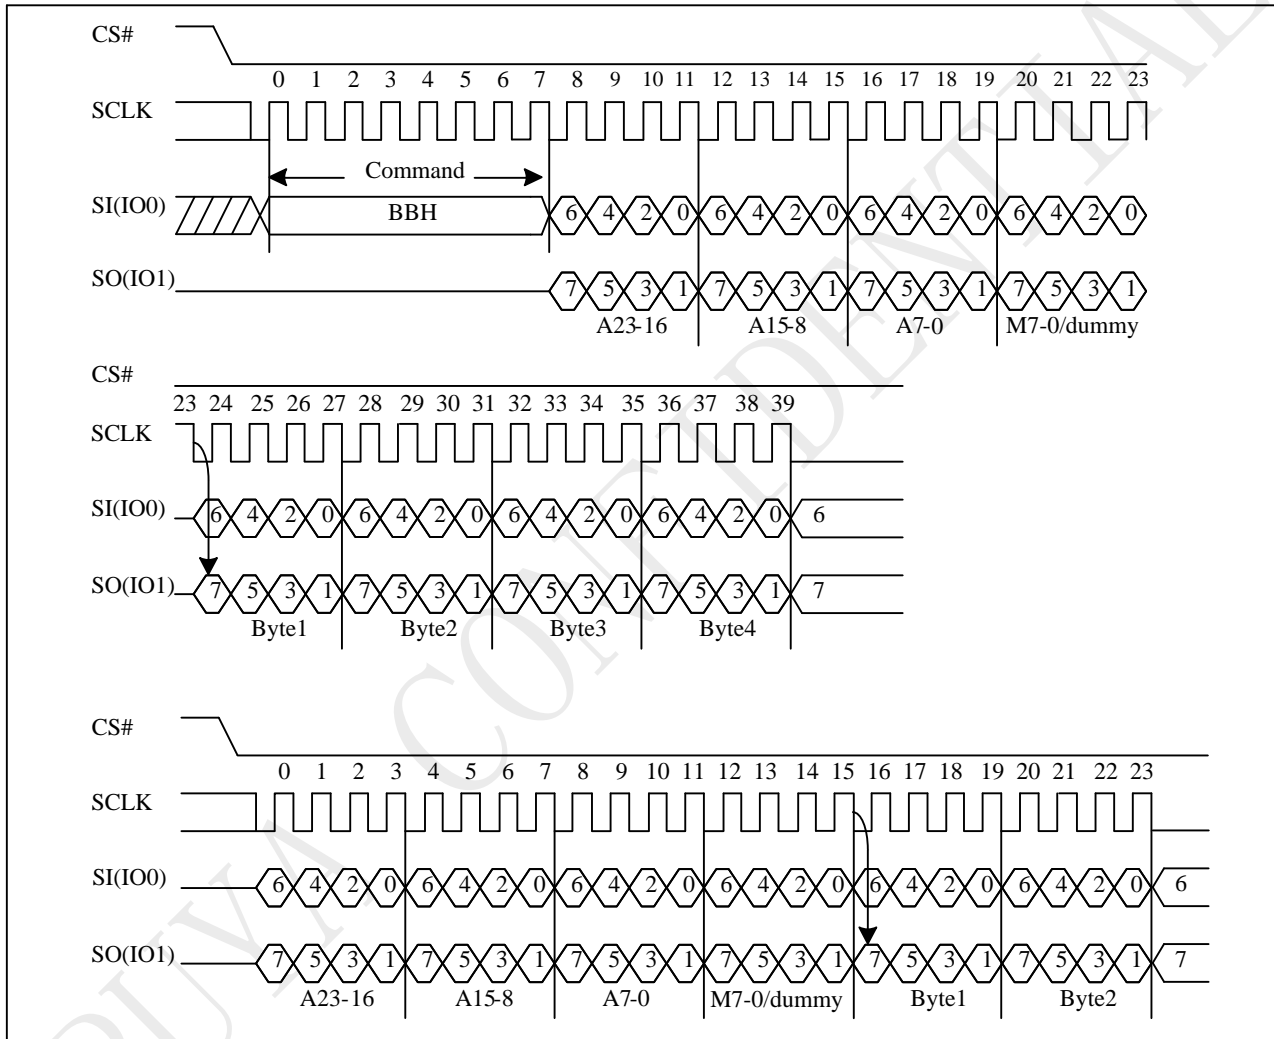 CS#
0 1 2 3 4 5 6 7 8 9 10 11 12 13 14 15 16 17 18 19 20 21 22 23
SCLK
Command
SI(IO0) BBH 6 4 2 0 6 4 2 0 6 4 2 0 6 4 2 0
SO(IO1) 7 5 3 1 7 5 3 1 7 5 3 1 7 5 3 1
A23-16 A15-8 A7-0 M7-0/dummy
CS#
23 24 25 26 27 28 29 30 31 32 33 34 35 36 37 38 39
SCLK
SI(IO0) 6 4 2 0 6 4 2 0 6 4 2 0 6 4 2 0 6
SO(IO1) 7 5 3 1 7 5 3 1 7 5 3 1 7 5 3 1 7
Byte1 Byte2 Byte3 Byte4
CS#
0 1 2 3 4 5 6 7 8 9 10 11 12 13 14 15 16 17 18 19 20 21 22 23
SCLK
SI(IO0) 6 4 2 0 6 4 2 0 6 4 2 0 6 4 2 0 6 4 2 0 6 4 2 0 6
SO(IO1) 7 5 3 1 7 5 3 1 7 5 3 1 7 5 3 1 7 5 3 1 7 5 3 1 7
A23-16 A15-8 A7-0 M7-0/dummy Byte1 Byte2
PUYA CONFIDENTIAL